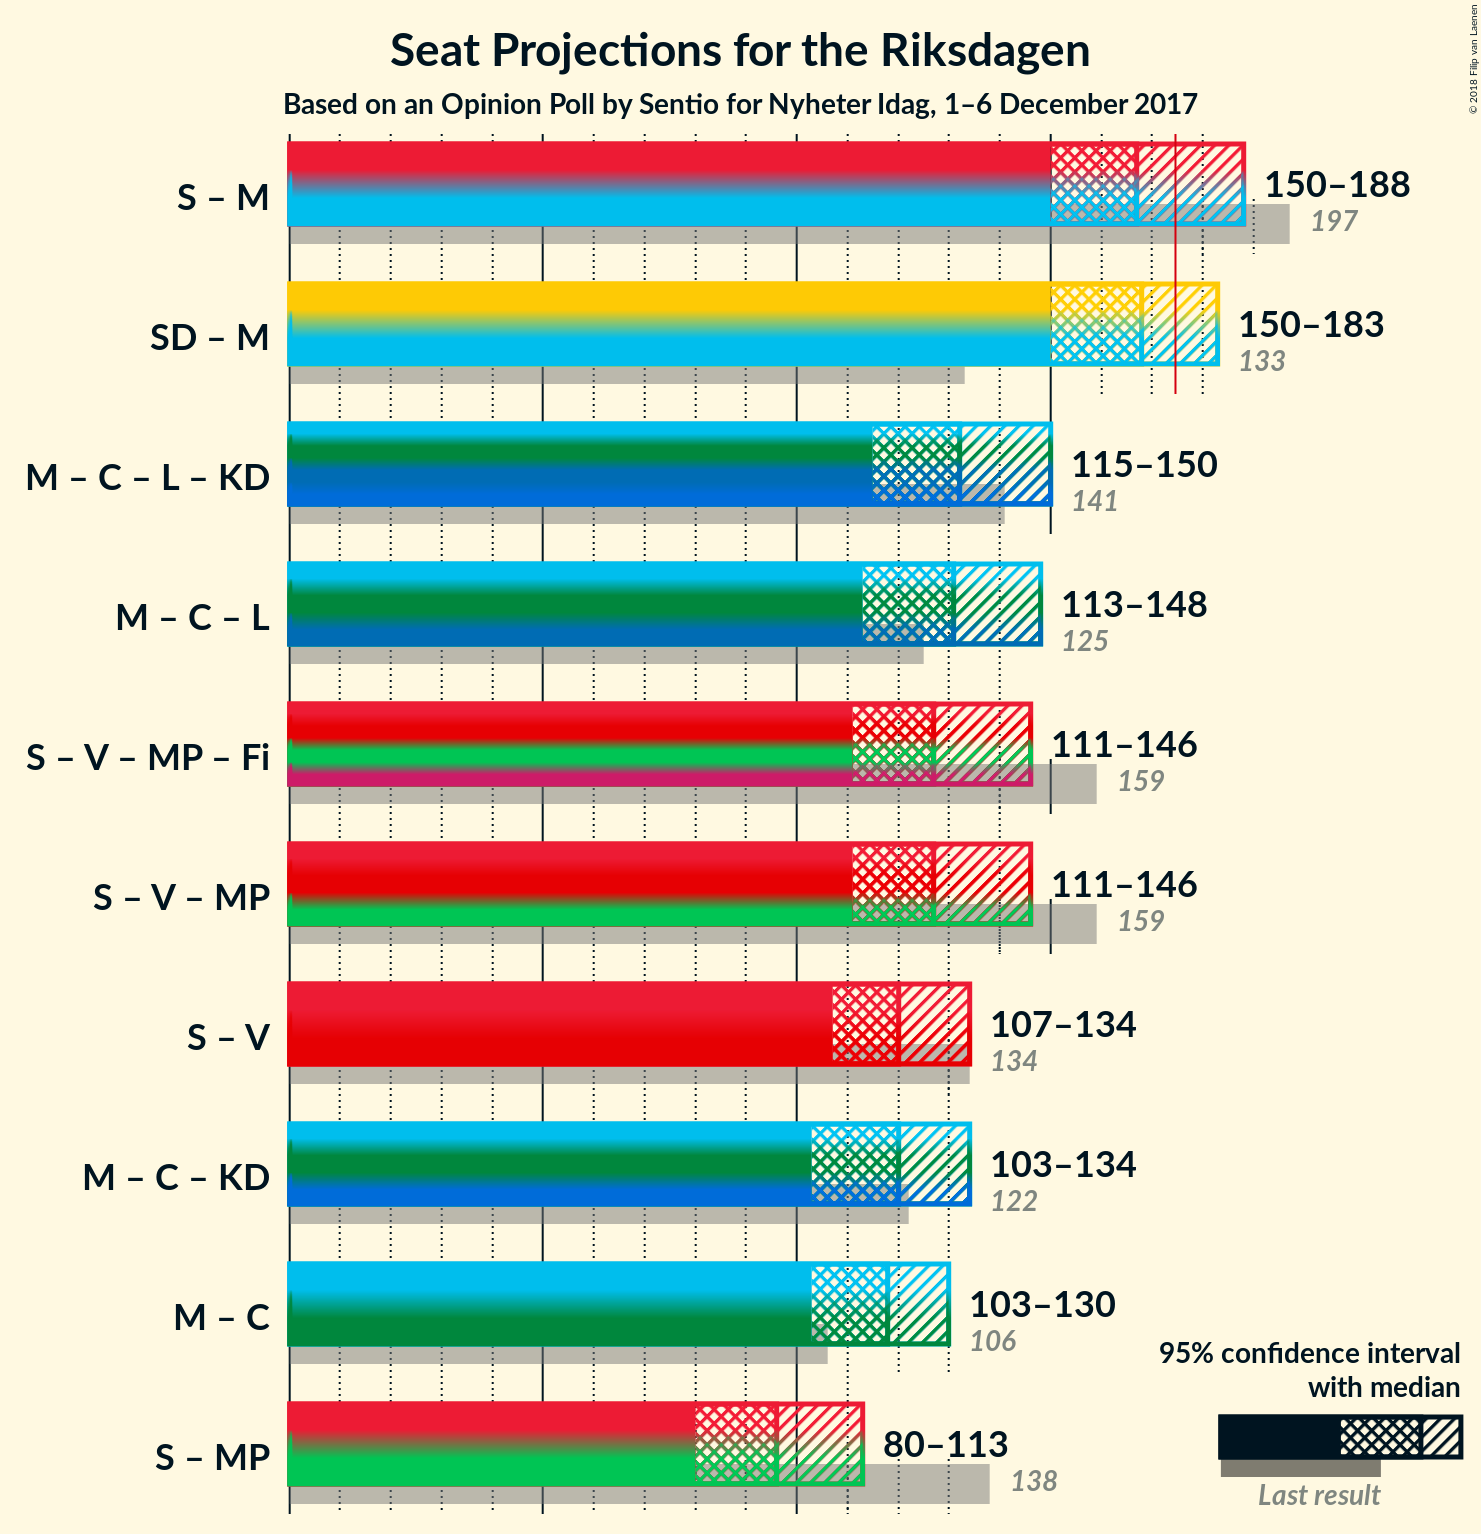 Seat Projections for the Riksdagen
Based on an Opinion Poll by Sentio for Nyheter Idag, 1–6 December 2017
© 2018 Filip van Laenen
S – M
150–188
197
SD – M
150–183
133
M – C – L – KD
115–150
141
M – C – L
113–148
125
S – V – MP – Fi
111–146
159
S – V – MP
111–146
159
S – V
107–134
134
M – C – KD
103–134
122
M – C
103–130
106
S – MP
80–113
138
95% confidence interval
with median
Last result